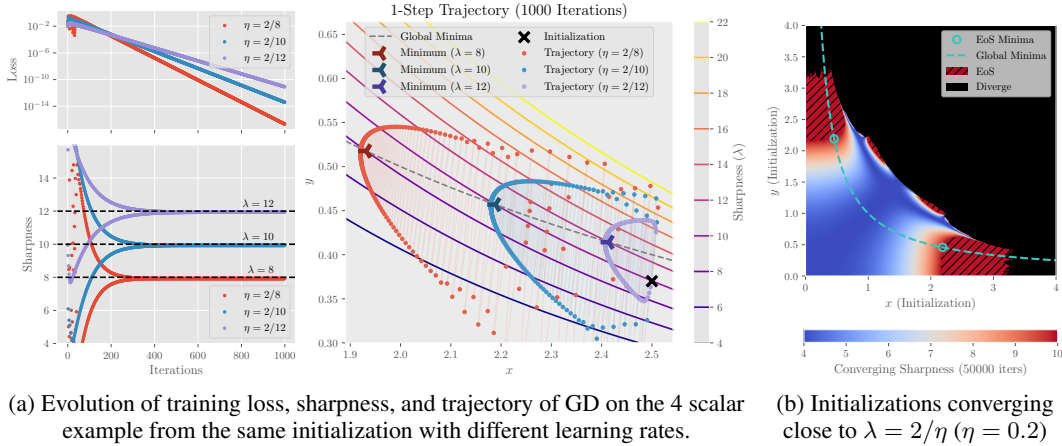 10⁻²
10⁻⁶
10⁻¹⁰
10⁻¹⁴
Loss
η = 2/8
η = 2/10
η = 2/12
14
12
10
8
6
4
Sharpness
λ = 12
λ = 10
λ = 8
η = 2/8
η = 2/10
η = 2/12
0 200 400 600 800 1000
Iterations
1-Step Trajectory (1000 Iterations)
Global Minima
Minimum (λ = 8)
Minimum (λ = 10)
Minimum (λ = 12)
Initialization
Trajectory (η = 2/8)
Trajectory (η = 2/10)
Trajectory (η = 2/12)
0.65
0.60
0.55
0.50
0.45
0.40
0.35
0.30
y
1.9 2.0 2.1 2.2 2.3 2.4 2.5
x
22
20
18
16
14
12
10
8
6
4
Sharpness (λ)
EoS Minima
Global Minima
EoS
Diverge
4.0
3.5
3.0
2.5
2.0
1.5
1.0
0.5
0.0
y (Initialization)
0 1 2 3 4
x (Initialization)
4 5 6 7 8 9 10
Converging Sharpness (50000 iters)
(a) Evolution of training loss, sharpness, and trajectory of GD on the 4 scalar
example from the same initialization with different learning rates.
(b) Initializations converging
close to λ = 2/η (η = 0.2)